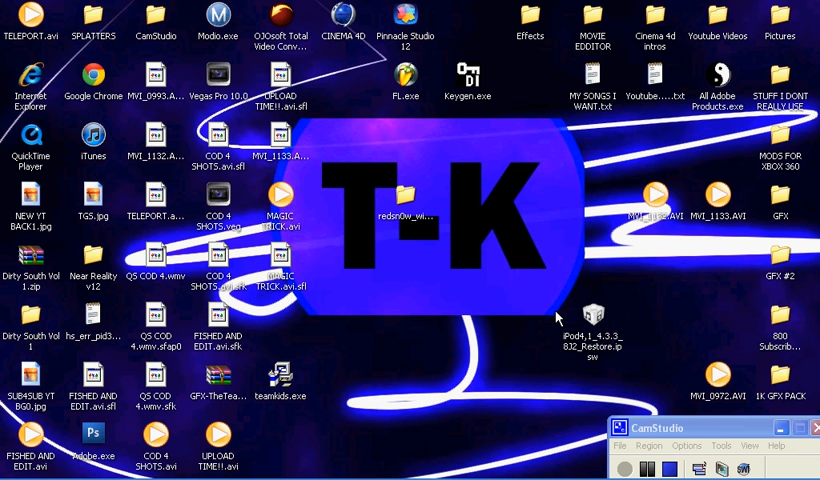 TELEPORT.avi
SPLATTERS
CamStudio
Modio.exe
OJOsoft Total
Video Conv...
CINEMA 4D
Pinnacle Studio
12
Effects
MOVIE
EDDITOR
Cinema 4d
intros
Youtube Videos
Pictures
Internet
Explorer
Google Chrome
MVI_0993.A...
Vegas Pro 10.0
UPLOAD
TIME!!.avi.sfl
FL.exe
DI
Keygen.exe
MY SONGS I
WANT.txt
Youtube.....txt
All Adobe
Products.exe
STUFF I DONT
REALLY USE
QuickTime
Player
iTunes
MVI_1132.A...
COD 4
SHOTS.avi.sfl
MVI_1133.A...
MODS FOR
XBOX 360
T-K
NEW YT
BACK1.jpg
TGS.jpg
TELEPORT.a...
COD 4
SHOTS.veg
MAGIC
TRICK.avi
redsn0w_wi...
MVI_1132.AVI
MVI_1133.AVI
GFX
Dirty South Vol
1.zip
Near Reality
v12
QS COD 4.wmv
COD 4
SHOTS.avi.sfk
MAGIC
TRICK.avi.sfl
GFX #2
Dirty South Vol
1
hs_err_pid3...
QS COD
4.wmv.sfap0
FISHED AND
EDIT.avi.sfk
iPod4,1_4.3.3_
8J2_Restore.ip
sw
800
Subscrib...
SUB4SUB YT
BG0.jpg
FISHED AND
EDIT.avi.sfl
QS COD
4.wmv.sfk
GFX-TheTea...
teamkids.exe
MVI_0972.AVI
1K GFX PACK
FISHED AND
EDIT.avi
Ps
Adobe.exe
COD 4
SHOTS.avi
UPLOAD
TIME!!.avi
CamStudio
File Region Options Tools View Help